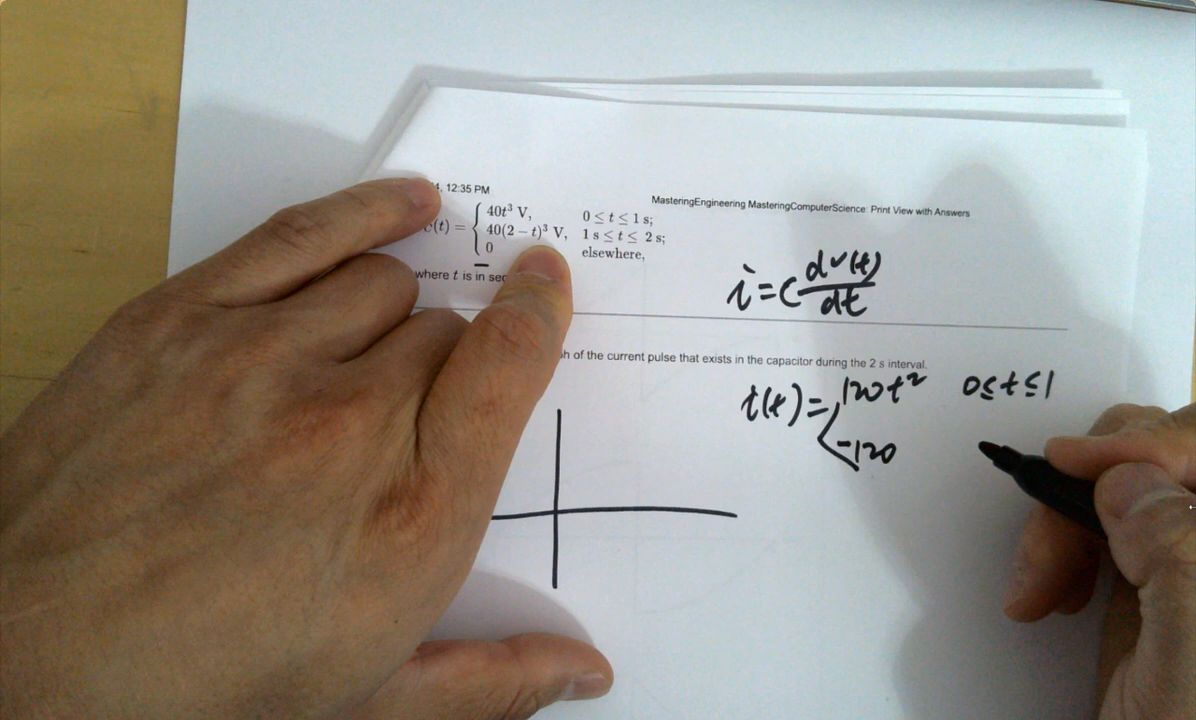 4, 12:35 PM
MasteringEngineering MasteringComputerScience: Print View with Answers
(t) = { 40t³ V, 0 ≤ t ≤ 1 s;
40(2 − t)³ V, 1 s ≤ t ≤ 2 s;
0 elsewhere,
where t is in sec
i = C dv(t)/dt
h of the current pulse that exists in the capacitor during the 2 s interval.
i(t) = 120t² 0 ≤ t ≤ 1
-120